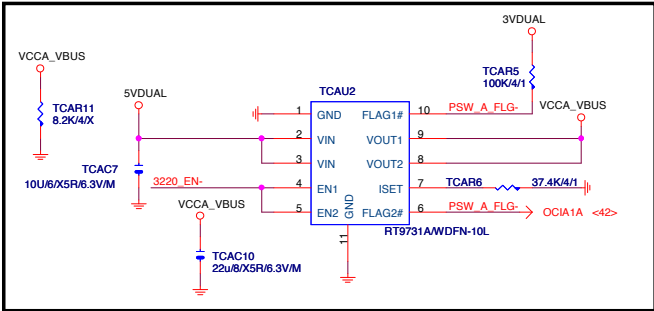 3VDUAL
VCCA_VBUS
TCAR5
100K/4/1
TCAU2
5VDUAL
VCCA_VBUS
TCAR11
8.2K/4/X
1 GND FLAG1# 10 PSW_A_FLG-
2 VIN VOUT1 9
3 VIN VOUT2 8
TCAC7
10U/6/X5R/6.3V/M
3220_EN- 4 EN1 ISET 7 TCAR6 37.4K/4/1
5 EN2 GND FLAG2# 6 PSW_A_FLG- OCIA1A <42>
VCCA_VBUS
11
RT9731A/WDFN-10L
TCAC10
22u/8/X5R/6.3V/M